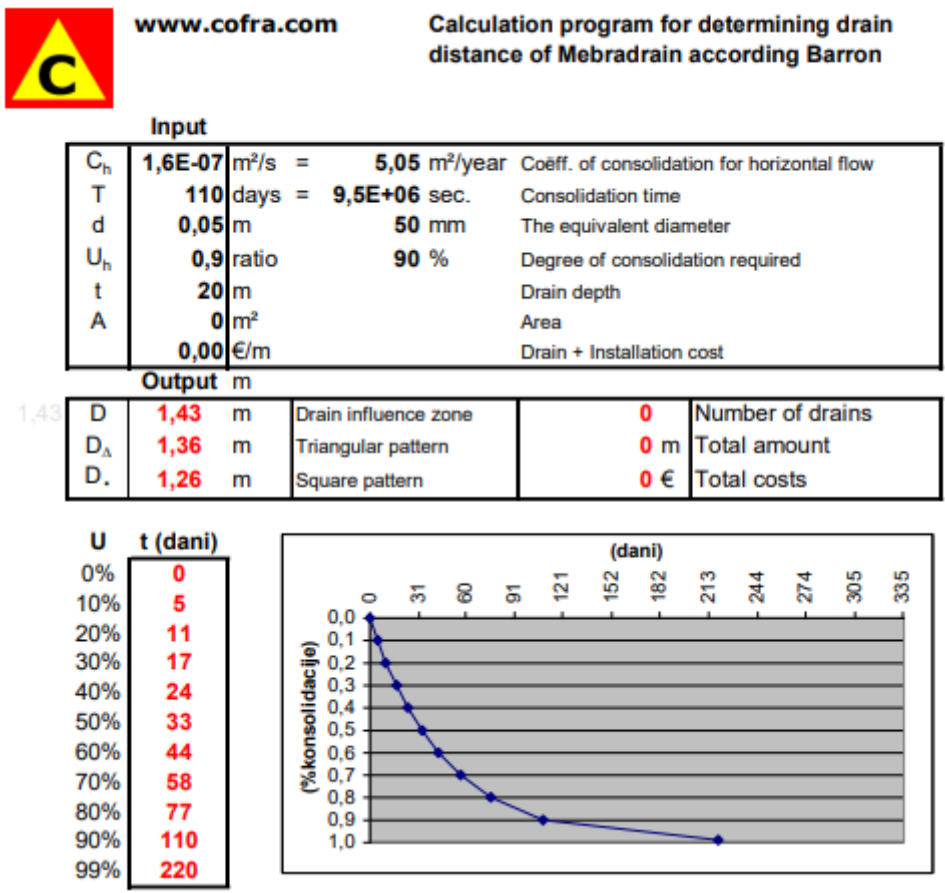 C
www.cofra.com
Calculation program for determining drain
distance of Mebradrain according Barron
Input
Cₕ 1,6E-07 m²/s = 5,05 m²/year Coëff. of consolidation for horizontal flow
T 110 days = 9,5E+06 sec. Consolidation time
d 0,05 m 50 mm The equivalent diameter
Uₕ 0,9 ratio 90 % Degree of consolidation required
t 20 m Drain depth
A 0 m² Area
0,00 €/m Drain + Installation cost
Output m
1,43 D 1,43 m Drain influence zone 0 Number of drains
D△ 1,36 m Triangular pattern 0 m Total amount
D▪ 1,26 m Square pattern 0 € Total costs
U t (dani)
0% 0
10% 5
20% 11
30% 17
40% 24
50% 33
60% 44
70% 58
80% 77
90% 110
99% 220
(dani)
0 31 60 91 121 152 182 213 244 274 305 335
(%konsolidacije)
0,0
0,1
0,2
0,3
0,4
0,5
0,6
0,7
0,8
0,9
1,0